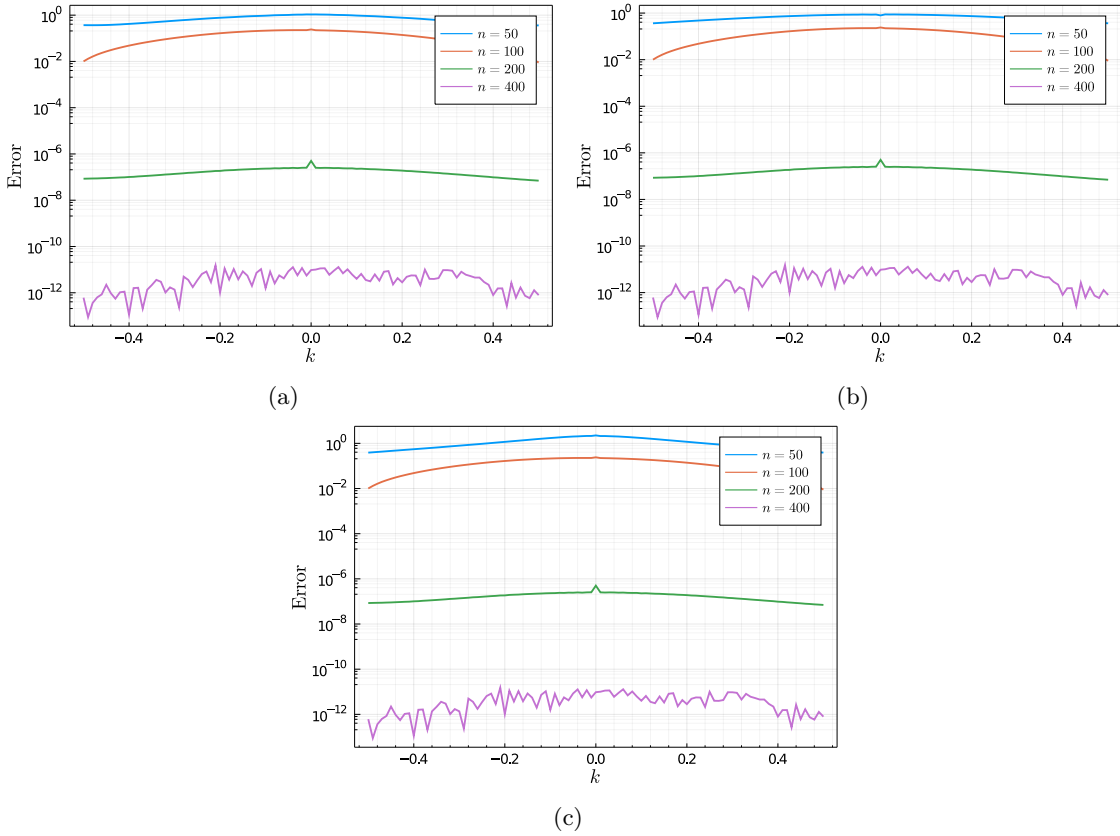 10^0
10^{-2}
10^{-4}
10^{-6}
10^{-8}
10^{-10}
10^{-12}
Error
−0.4
−0.2
0.0
0.2
0.4
k
n = 50
n = 100
n = 200
n = 400
(a)
10^0
10^{-2}
10^{-4}
10^{-6}
10^{-8}
10^{-10}
10^{-12}
Error
−0.4
−0.2
0.0
0.2
0.4
k
n = 50
n = 100
n = 200
n = 400
(b)
10^0
10^{-2}
10^{-4}
10^{-6}
10^{-8}
10^{-10}
10^{-12}
Error
−0.4
−0.2
0.0
0.2
0.4
k
n = 50
n = 100
n = 200
n = 400
(c)